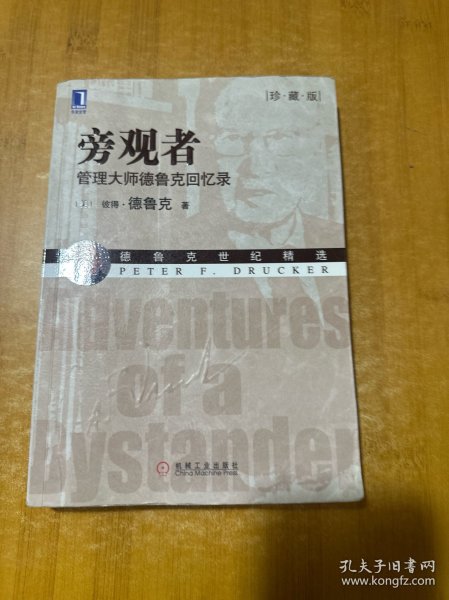 珍·藏·版
旁观者
管理大师德鲁克回忆录
[美] 彼得·德鲁克 著
德鲁克世纪精选
PETER F. DRUCKER
Adventures
of a
Bystander
机械工业出版社
China Machine Press
孔夫子旧书网
www.kongfz.com